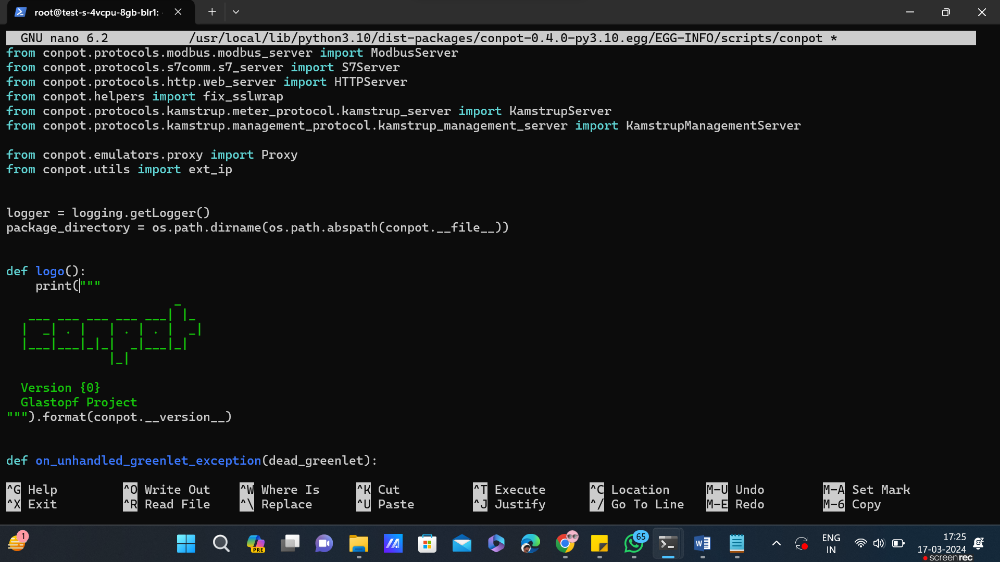 root@test-s-4vcpu-8gb-blr1:
GNU nano 6.2 /usr/local/lib/python3.10/dist-packages/conpot-0.4.0-py3.10.egg/EGG-INFO/scripts/conpot *
from conpot.protocols.modbus.modbus_server import ModbusServer
from conpot.protocols.s7comm.s7_server import S7Server
from conpot.protocols.http.web_server import HTTPServer
from conpot.helpers import fix_sslwrap
from conpot.protocols.kamstrup.meter_protocol.kamstrup_server import KamstrupServer
from conpot.protocols.kamstrup.management_protocol.kamstrup_management_server import KamstrupManagementServer

from conpot.emulators.proxy import Proxy
from conpot.utils import ext_ip

logger = logging.getLogger()
package_directory = os.path.dirname(os.path.abspath(conpot.__file__))

def logo():
    print("""
                       _
   ___ ___ ___ ___ ___| |_
  |  _| . |   | . | . |  _|
  |___|___|_|_|  _|___|_|
              |_|

  Version {0}
  Glastopf Project
""").format(conpot.__version__)

def on_unhandled_greenlet_exception(dead_greenlet):

^G Help ^O Write Out ^W Where Is ^K Cut ^T Execute ^C Location M-U Undo M-A Set Mark
^X Exit ^R Read File ^\ Replace ^U Paste ^J Justify ^/ Go To Line M-E Redo M-6 Copy
1
PRE
65
ENG
IN
17:25
17-03-2024
screenrec